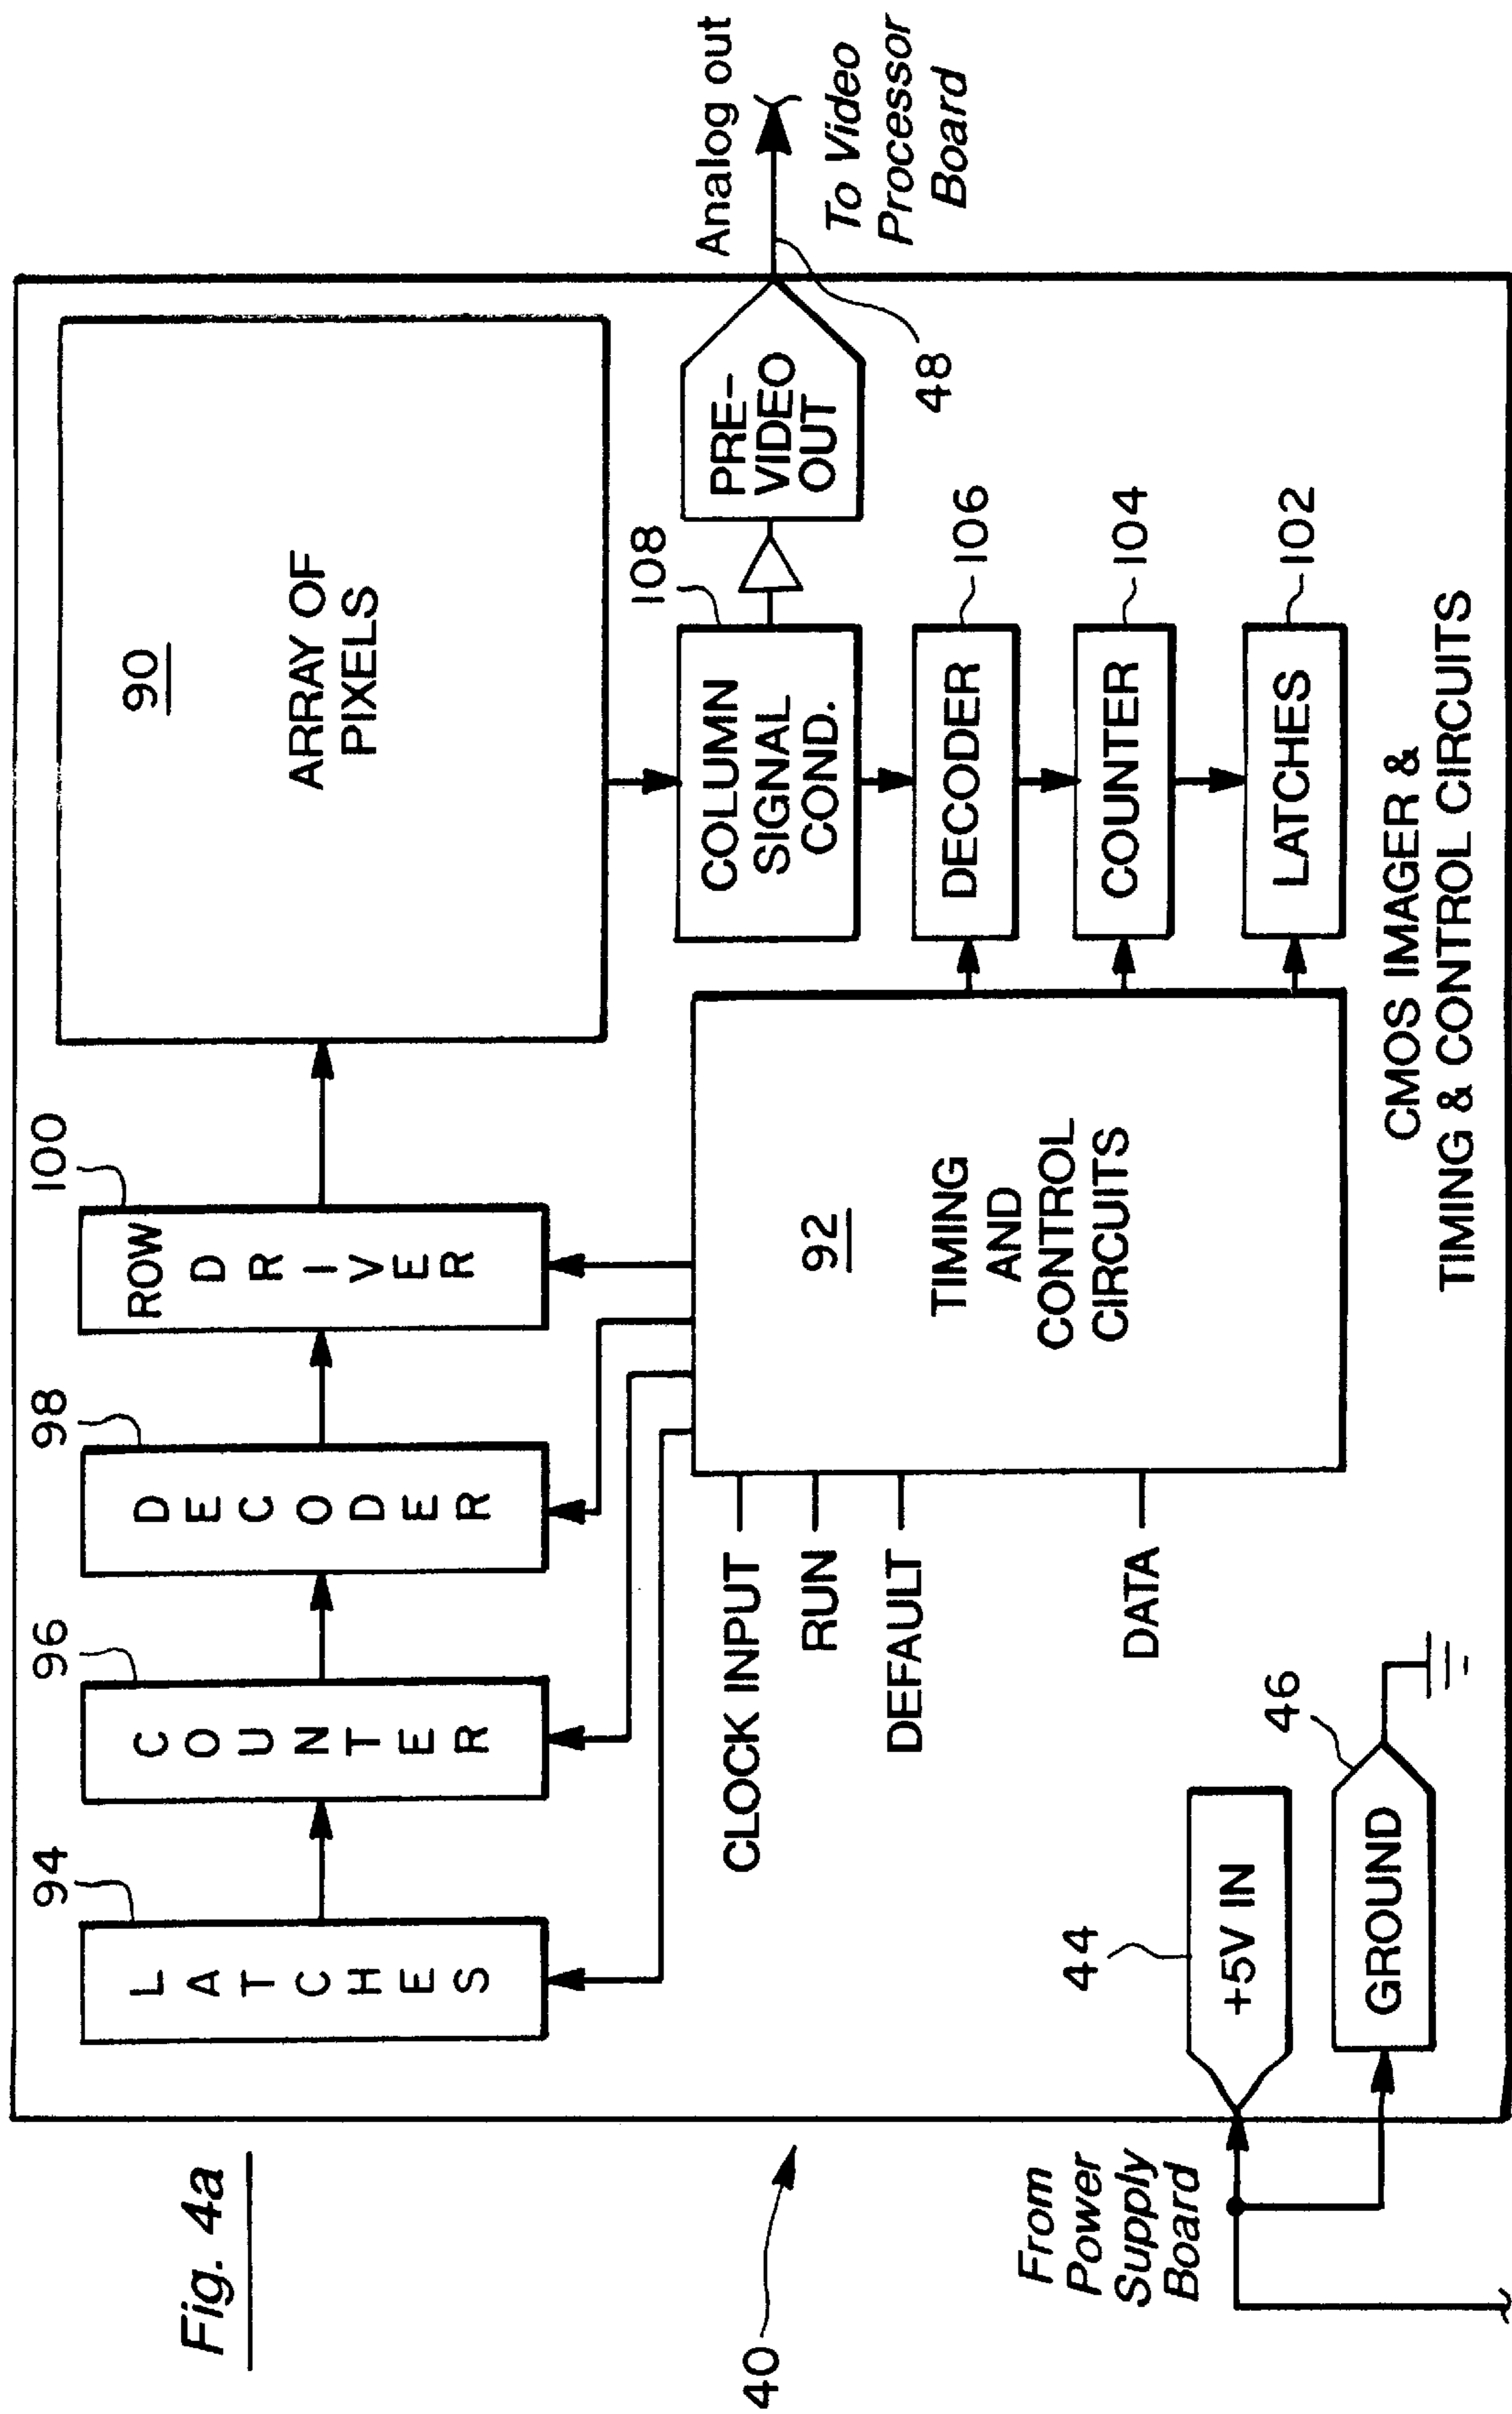 Fig. 4a
40
94
96
98
100
LATCHES
COUNTER
DECODER
ROW
DRIVER
90
ARRAY OF
PIXELS
92
TIMING
AND
CONTROL
CIRCUITS
CLOCK INPUT
RUN
DEFAULT
DATA
108
COLUMN
SIGNAL
COND.
PRE-
VIDEO
OUT
48
Analog out
To Video
Processor
Board
DECODER
106
COUNTER
104
LATCHES
102
From
Power
Supply
Board
44
+5V IN
46
GROUND
CMOS IMAGER &
TIMING & CONTROL CIRCUITS